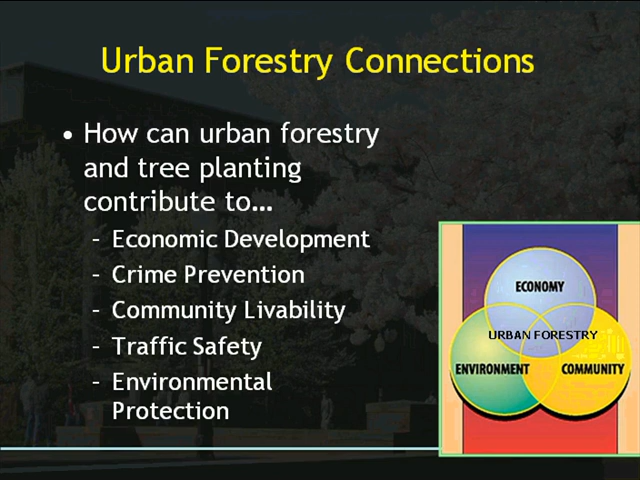 Urban Forestry Connections
• How can urban forestry
and tree planting
contribute to…
– Economic Development
– Crime Prevention
– Community Livability
– Traffic Safety
– Environmental
Protection
ECONOMY
URBAN FORESTRY
ENVIRONMENT
COMMUNITY